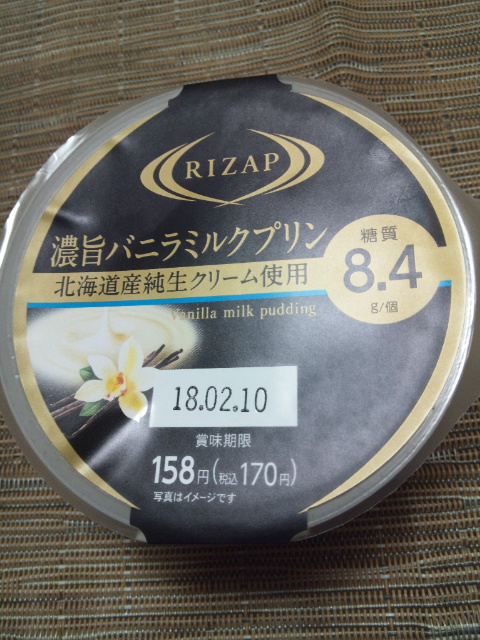 RIZAP
濃旨バニラミルクプリン
糖質
8.4
g/個
北海道産純生クリーム使用
Vanilla milk pudding
18.02.10
賞味期限
158円(税込170円)
写真はイメージです